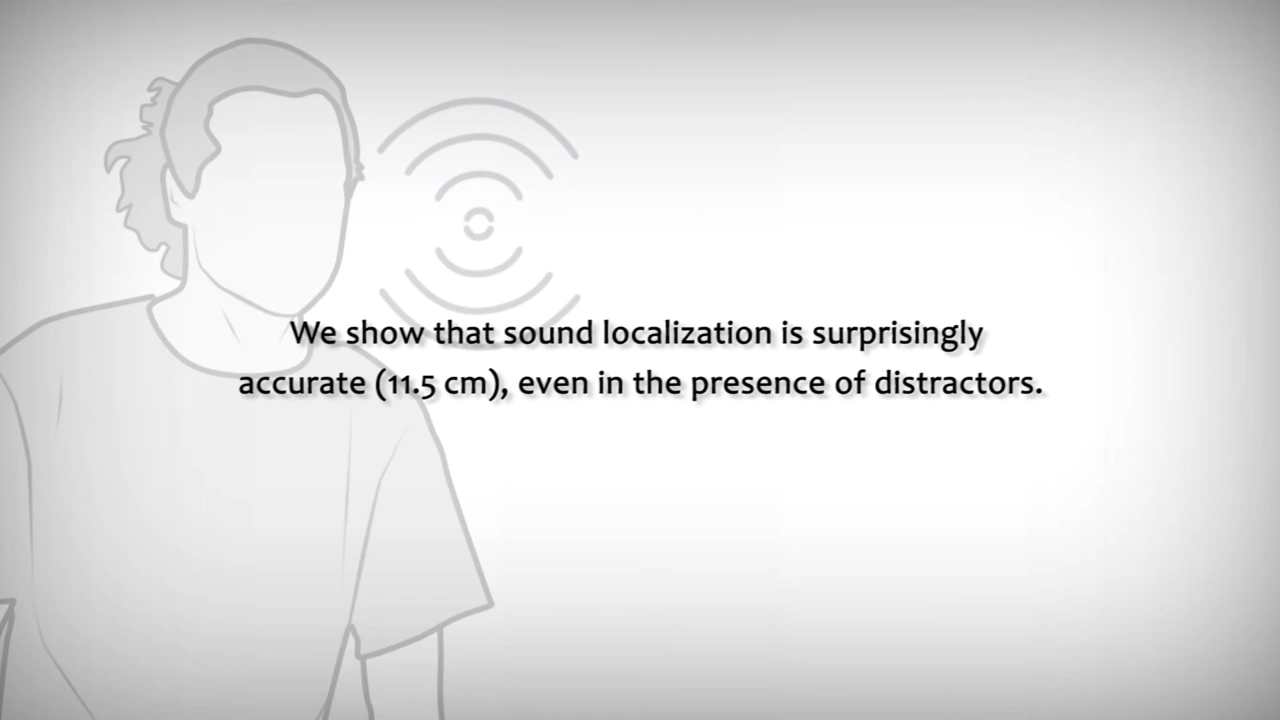 We show that sound localization is surprisingly
accurate (11.5 cm), even in the presence of distractors.